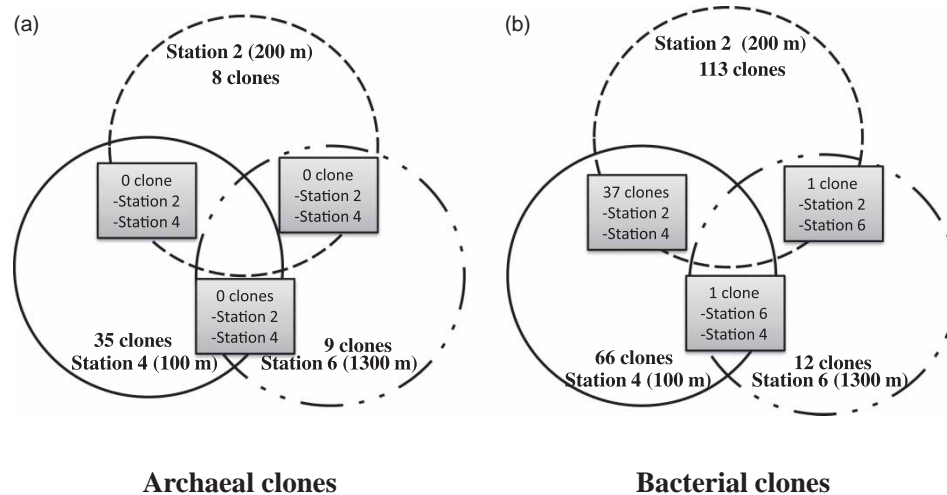 (a)
Station 2 (200 m)
8 clones
0 clone
-Station 2
-Station 4
0 clone
-Station 2
-Station 4
0 clones
-Station 2
-Station 4
35 clones
Station 4 (100 m)
9 clones
Station 6 (1300 m)
Archaeal clones
(b)
Station 2 (200 m)
113 clones
37 clones
-Station 2
-Station 4
1 clone
-Station 2
-Station 6
1 clone
-Station 6
-Station 4
66 clones
Station 4 (100 m)
12 clones
Station 6 (1300 m)
Bacterial clones